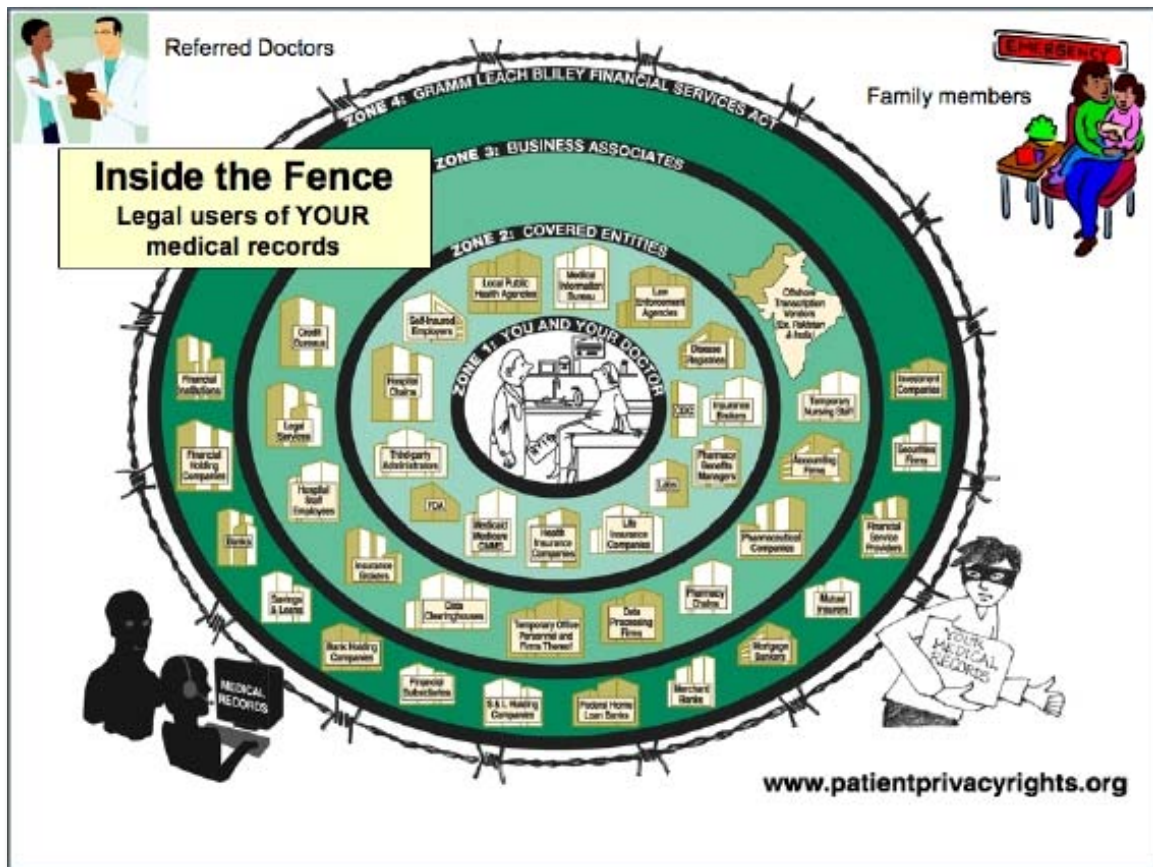 Referred Doctors
EMERGENCY
Family members
Inside the Fence
Legal users of YOUR
medical records
ZONE 4: GRAMM LEACH BLILEY FINANCIAL SERVICES ACT
ZONE 3: BUSINESS ASSOCIATES
ZONE 2: COVERED ENTITIES
ZONE 1: YOU AND YOUR DOCTOR
Local Public
Health Agencies
Medical
Information
Bureau
Law
Enforcement
Agencies
Self-Insured
Employers
Disease
Registries
Hospital
Chains
CDC
Insurance
Brokers
Third-party
Administrators
Pharmacy
Benefits
Managers
Labs
FDA
Medicaid
Medicare
Health
Insurance
Companies
Life
Insurance
Companies
Offshore
Transcription
Vendors
(Ex. Pakistan
& India)
Credit
Bureaus
Legal
Services
Temporary
Nursing Staff
Accounting
Firms
Hospital
Staff
Employees
Pharmaceutical
Companies
Insurance
Brokers
Data
Clearinghouses
Temporary Office
Personnel and
Firms Thereof
Data
Processing
Firms
Pharmacy
Chains
Financial
Institutions
Investment
Companies
Financial
Holding
Companies
Securities
Firms
Banks
Financial
Service
Providers
Savings
& Loans
Mutual
Insurers
Bank Holding
Companies
Mortgage
Bankers
Financial
Subsidiaries
S & L Holding
Companies
Federal Home
Loan Banks
Merchant
Banks
MEDICAL
RECORDS
YOUR
MEDICAL
RECORDS
www.patientprivacyrights.org